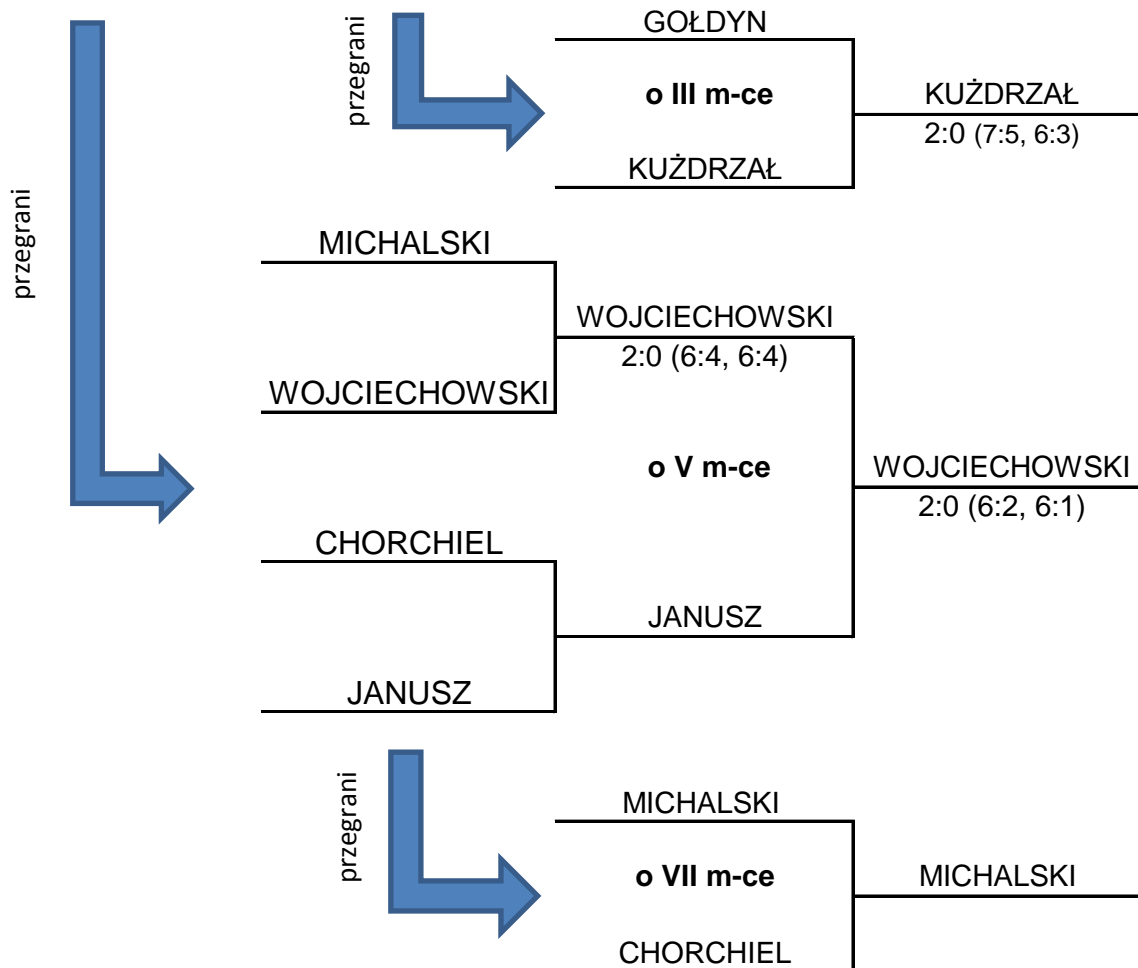 przegrani
GOŁDYN
o III m-ce
KUŻDRZAŁ
KUŻDRZAŁ
2:0 (7:5, 6:3)
przegrani
MICHALSKI
WOJCIECHOWSKI
2:0 (6:4, 6:4)
WOJCIECHOWSKI
o V m-ce
WOJCIECHOWSKI
2:0 (6:2, 6:1)
CHORCHIEL
JANUSZ
JANUSZ
przegrani
MICHALSKI
o VII m-ce
MICHALSKI
CHORCHIEL